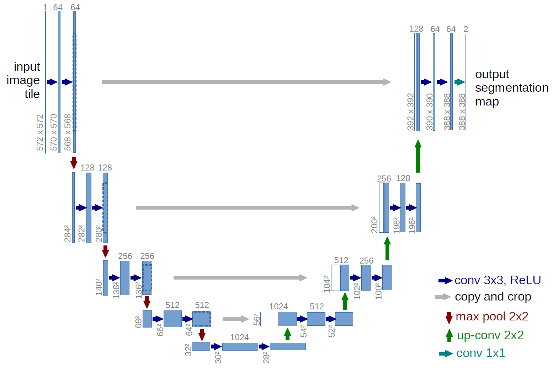 1 64 64
128 64 64 2
input
image
tile
output
segmentation
map
572 x 572
570 x 570
568 x 568
392 x 392
390 x 390
388 x 388
388 x 388
128 128
256 128
284²
282²
280²
200²
198²
196²
256 256
512 256
140²
138²
136²
104²
102²
100²
512 512
1024 512
68²
66²
64²
56²
54²
52²
1024
32²
30²
28²
conv 3x3, ReLU
copy and crop
max pool 2x2
up-conv 2x2
conv 1x1